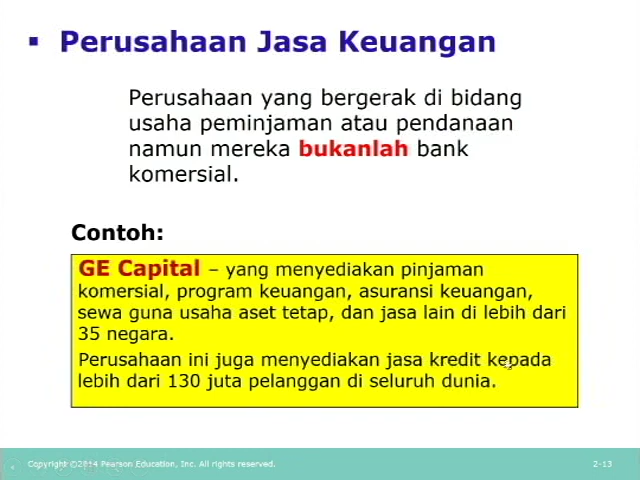 ▪ Perusahaan Jasa Keuangan
Perusahaan yang bergerak di bidang
usaha peminjaman atau pendanaan
namun mereka bukanlah bank
komersial.
Contoh:
GE Capital – yang menyediakan pinjaman
komersial, program keuangan, asuransi keuangan,
sewa guna usaha aset tetap, dan jasa lain di lebih dari
35 negara.
Perusahaan ini juga menyediakan jasa kredit kepada
lebih dari 130 juta pelanggan di seluruh dunia.
Copyright ©2014 Pearson Education, Inc. All rights reserved.
2-13